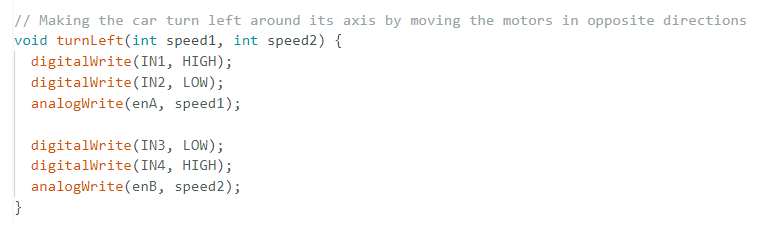 // Making the car turn left around its axis by moving the motors in opposite directions
void turnLeft(int speed1, int speed2) {
  digitalWrite(IN1, HIGH);
  digitalWrite(IN2, LOW);
  analogWrite(enA, speed1);

  digitalWrite(IN3, LOW);
  digitalWrite(IN4, HIGH);
  analogWrite(enB, speed2);
}